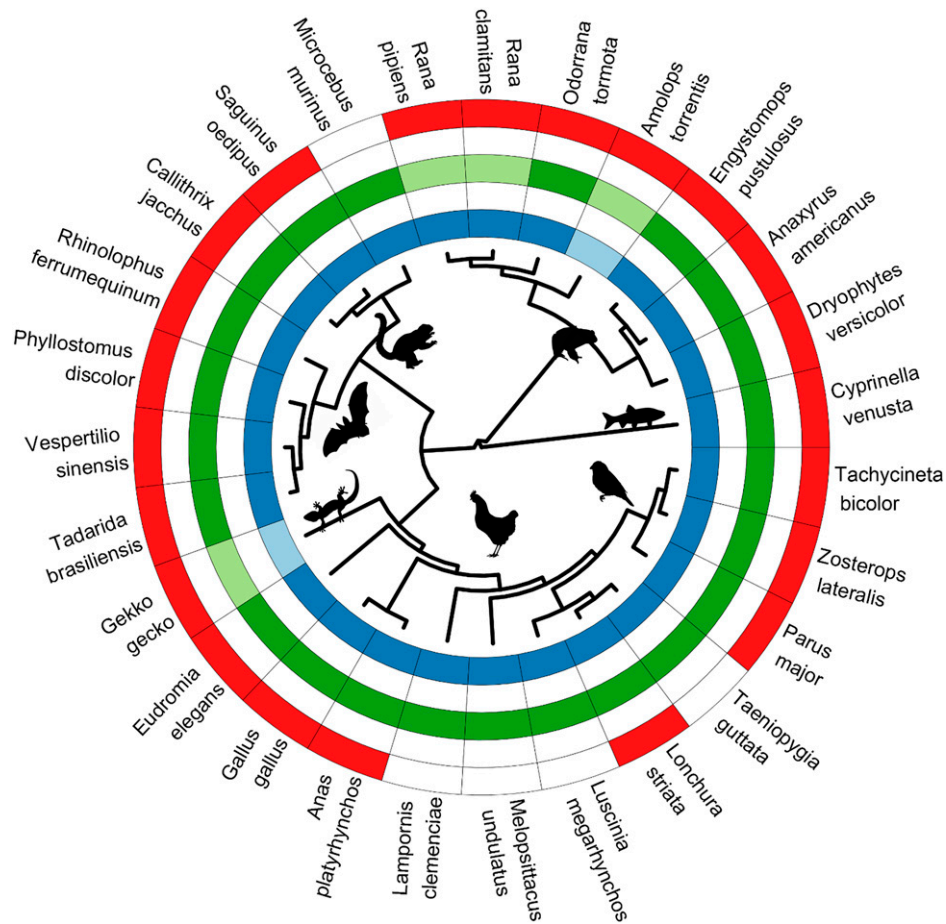 Microcebus
murinus
Rana
pipiens
Rana
clamitans
Odorrana
tormota
Amolops
torrentis
Engystomops
pustulosus
Anaxyrus
americanus
Dryophytes
versicolor
Cyprinella
venusta
Tachycineta
bicolor
Zosterops
lateralis
Parus
major
Taeniopygia
guttata
Lonchura
striata
Luscinia
megarhynchos
Melopsittacus
undulatus
Lampornis
clemenciae
Anas
platyrhynchos
Gallus
gallus
Eudromia
elegans
Gekko
gecko
Tadarida
brasiliensis
Vespertilio
sinensis
Phyllostomus
discolor
Rhinolophus
ferrumequinum
Callithrix
jacchus
Saguinus
oedipus